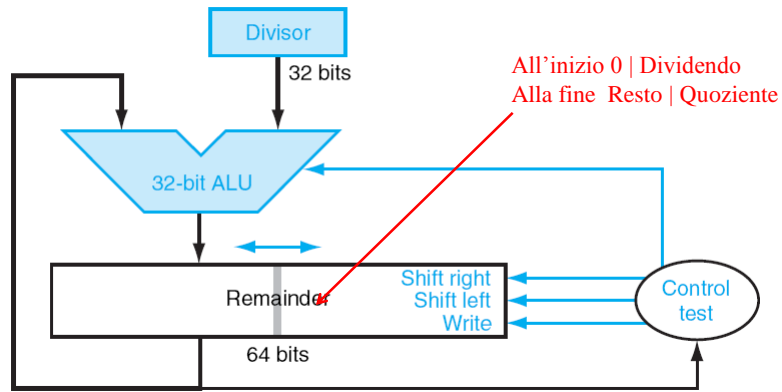 Divisor
32 bits
All'inizio 0 | Dividendo
Alla fine Resto | Quoziente
32-bit ALU
Remainder
Shift right
Shift left
Write
Control
test
64 bits